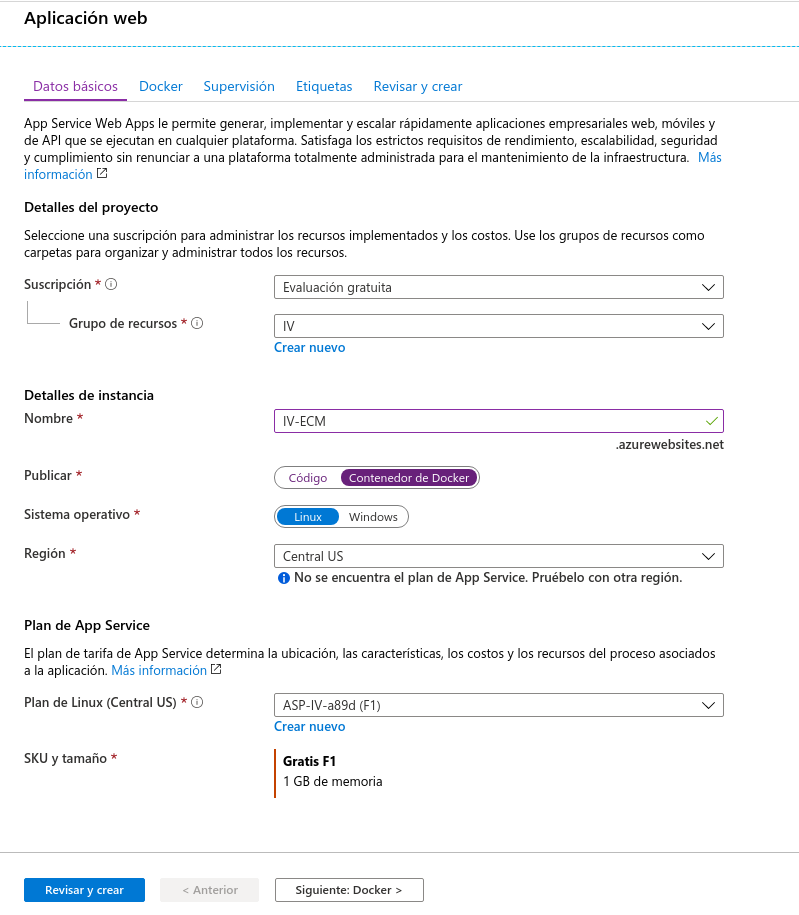 Aplicación web
Datos básicos Docker Supervisión Etiquetas Revisar y crear
App Service Web Apps le permite generar, implementar y escalar rápidamente aplicaciones empresariales web, móviles y
de API que se ejecutan en cualquier plataforma. Satisfaga los estrictos requisitos de rendimiento, escalabilidad, seguridad
y cumplimiento sin renunciar a una plataforma totalmente administrada para el mantenimiento de la infraestructura. Más
información
Detalles del proyecto
Seleccione una suscripción para administrar los recursos implementados y los costos. Use los grupos de recursos como
carpetas para organizar y administrar todos los recursos.
Suscripción * Evaluación gratuita
Grupo de recursos * IV
Crear nuevo
Detalles de instancia
Nombre * IV-ECM
.azurewebsites.net
Publicar * Código Contenedor de Docker
Sistema operativo * Linux Windows
Región * Central US
No se encuentra el plan de App Service. Pruébelo con otra región.
Plan de App Service
El plan de tarifa de App Service determina la ubicación, las características, los costos y los recursos del proceso asociados
a la aplicación. Más información
Plan de Linux (Central US) * ASP-IV-a89d (F1)
Crear nuevo
SKU y tamaño * Gratis F1
1 GB de memoria
Revisar y crear < Anterior Siguiente: Docker >